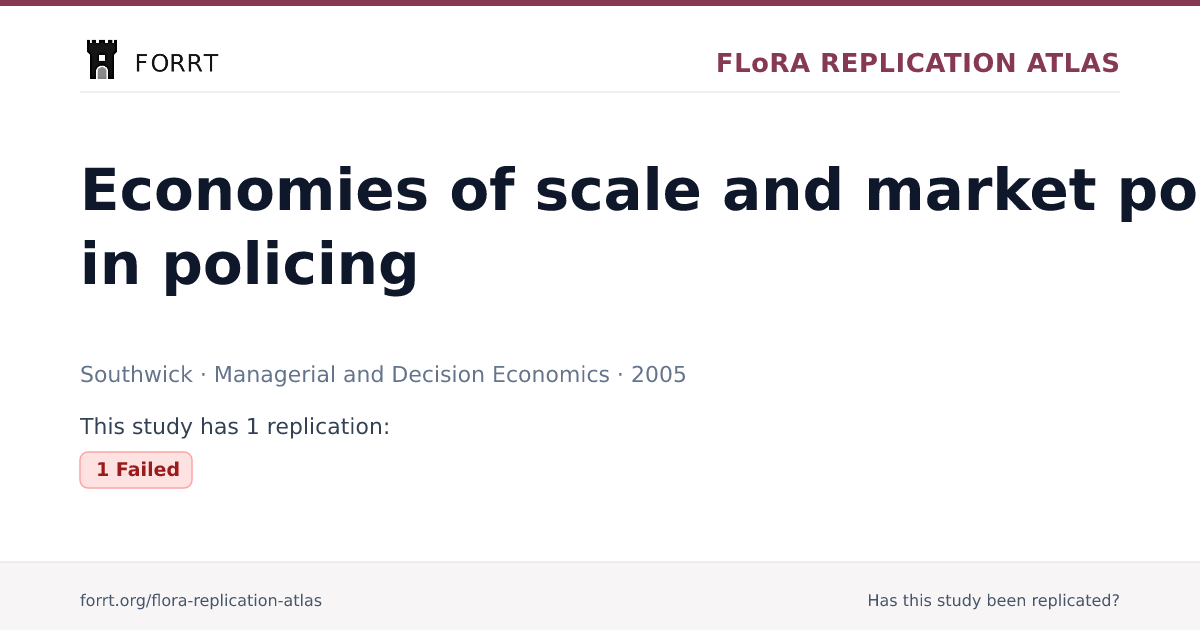 FORRT
FLoRA REPLICATION ATLAS
Economies of scale and market po
in policing
Southwick · Managerial and Decision Economics · 2005
This study has 1 replication:
1 Failed
forrt.org/flora-replication-atlas
Has this study been replicated?